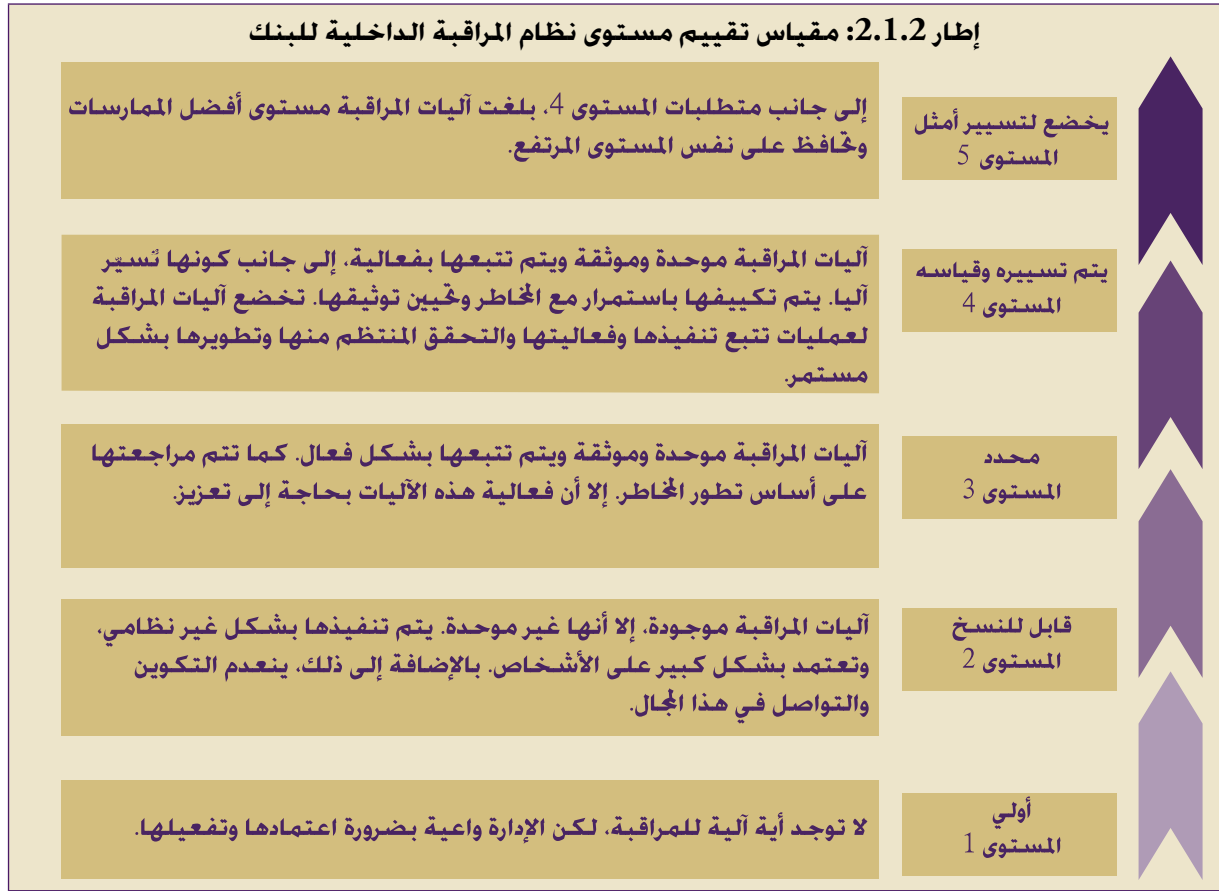 إطار 2.1.2: مقياس تقييم مستوى نظام المراقبة الداخلية للبنك
يخضع لتسيير أمثل
المستوى 5
إلى جانب متطلبات المستوى 4، بلغت آليات المراقبة مستوى أفضل الممارسات
وتحافظ على نفس المستوى المرتفع.
يتم تسييره وقياسه
المستوى 4
آليات المراقبة موحدة وموثقة ويتم تتبعها بفعالية، إلى جانب كونها تُسيّر
آليا. يتم تكييفها باستمرار مع المخاطر وتحيين توثيقها. تخضع آليات المراقبة
لعمليات تتبع تنفيذها وفعاليتها والتحقق المنتظم منها وتطويرها بشكل
مستمر.
محدد
المستوى 3
آليات المراقبة موحدة وموثقة ويتم تتبعها بشكل فعال. كما تتم مراجعتها
على أساس تطور المخاطر. إلا أن فعالية هذه الآليات بحاجة إلى تعزيز.
قابل للنسخ
المستوى 2
آليات المراقبة موجودة، إلا أنها غير موحدة. يتم تنفيذها بشكل غير نظامي،
وتعتمد بشكل كبير على الأشخاص. بالإضافة إلى ذلك، ينعدم التكوين
والتواصل في هذا المجال.
أولي
المستوى 1
لا توجد أية آلية للمراقبة، لكن الإدارة واعية بضرورة اعتمادها وتفعيلها.